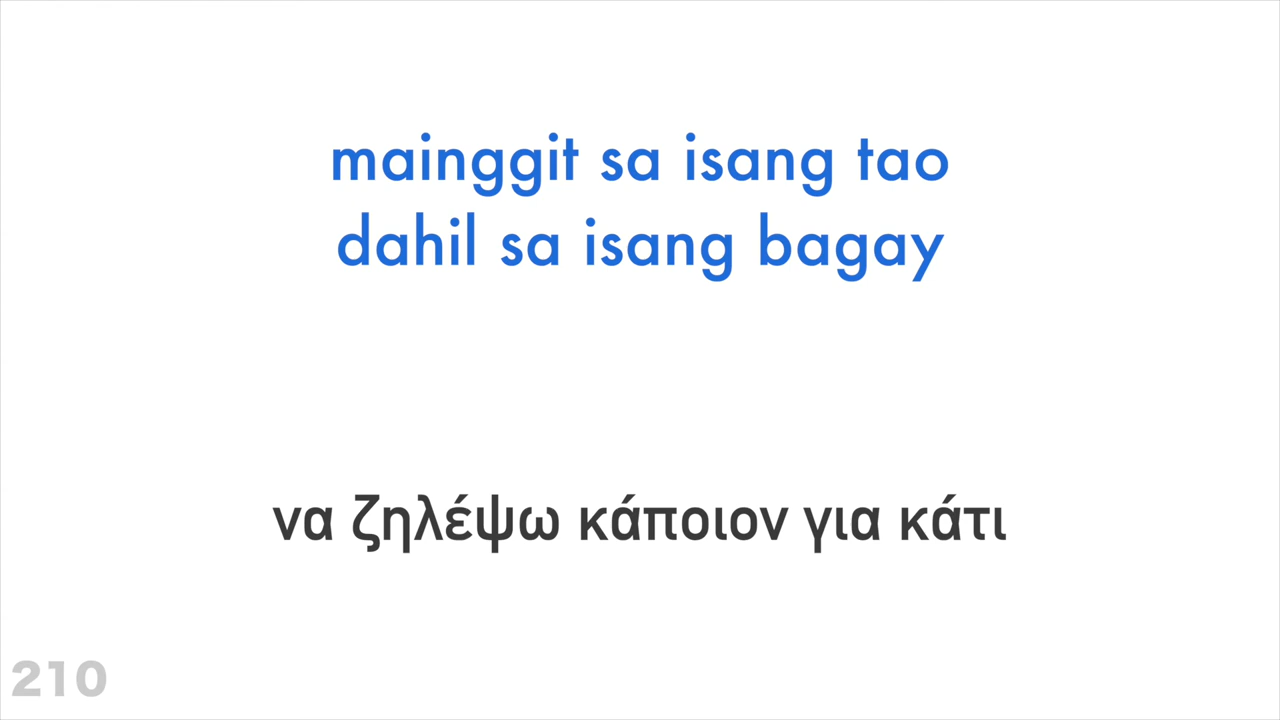 mainggit sa isang tao
dahil sa isang bagay
να ζηλέψω κάποιον για κάτι
210